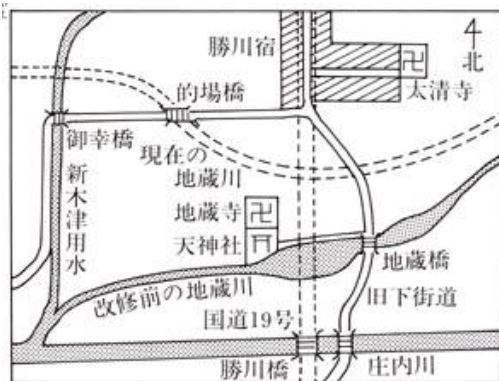 勝川宿
北
太清寺
的場橋
御幸橋
現在の
地蔵川
新木津用水
地蔵寺
天神社
地蔵橋
改修前の地蔵川
旧下街道
国道19号
勝川橋
庄内川